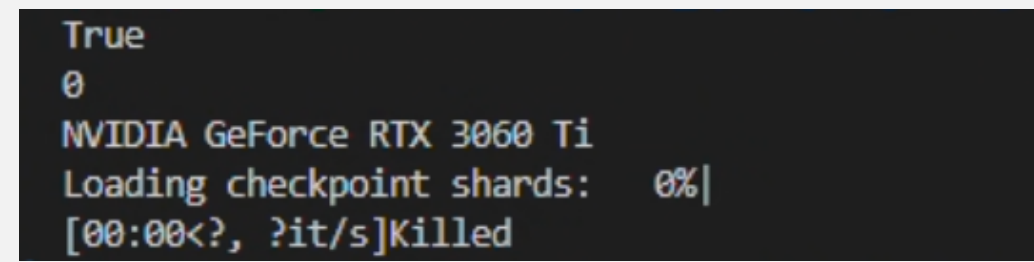 True
0
NVIDIA GeForce RTX 3060 Ti
Loading checkpoint shards:   0%|
[00:00<?, ?it/s]Killed